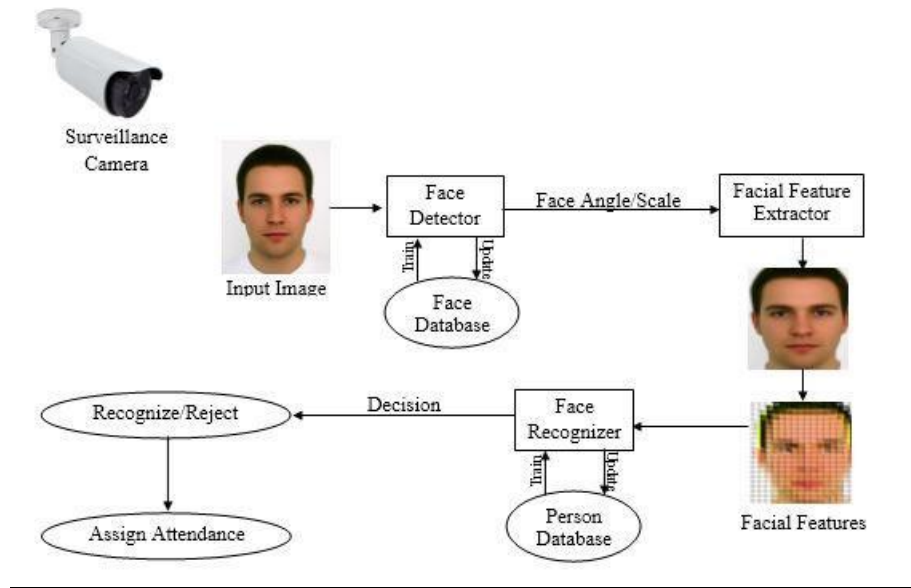 Surveillance
Camera
Input Image
Face
Detector
Face Angle/Scale
Facial Feature
Extractor
Train
Update
Face
Database
Recognize/Reject
Decision
Face
Recognizer
Train
Update
Person
Database
Facial Features
Assign Attendance